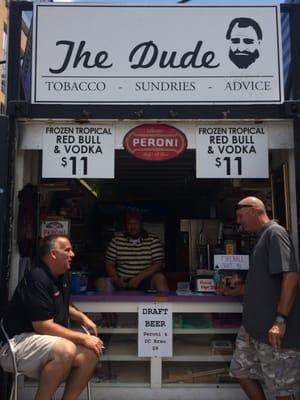 The Dude
TOBACCO - SUNDRIES - ADVICE
FROZEN TROPICAL
RED BULL
& VODKA
$11
PERONI
FROZEN TROPICAL
RED BULL
& VODKA
$11
DRAFT
BEER
Peroni &
DC Brau
$9